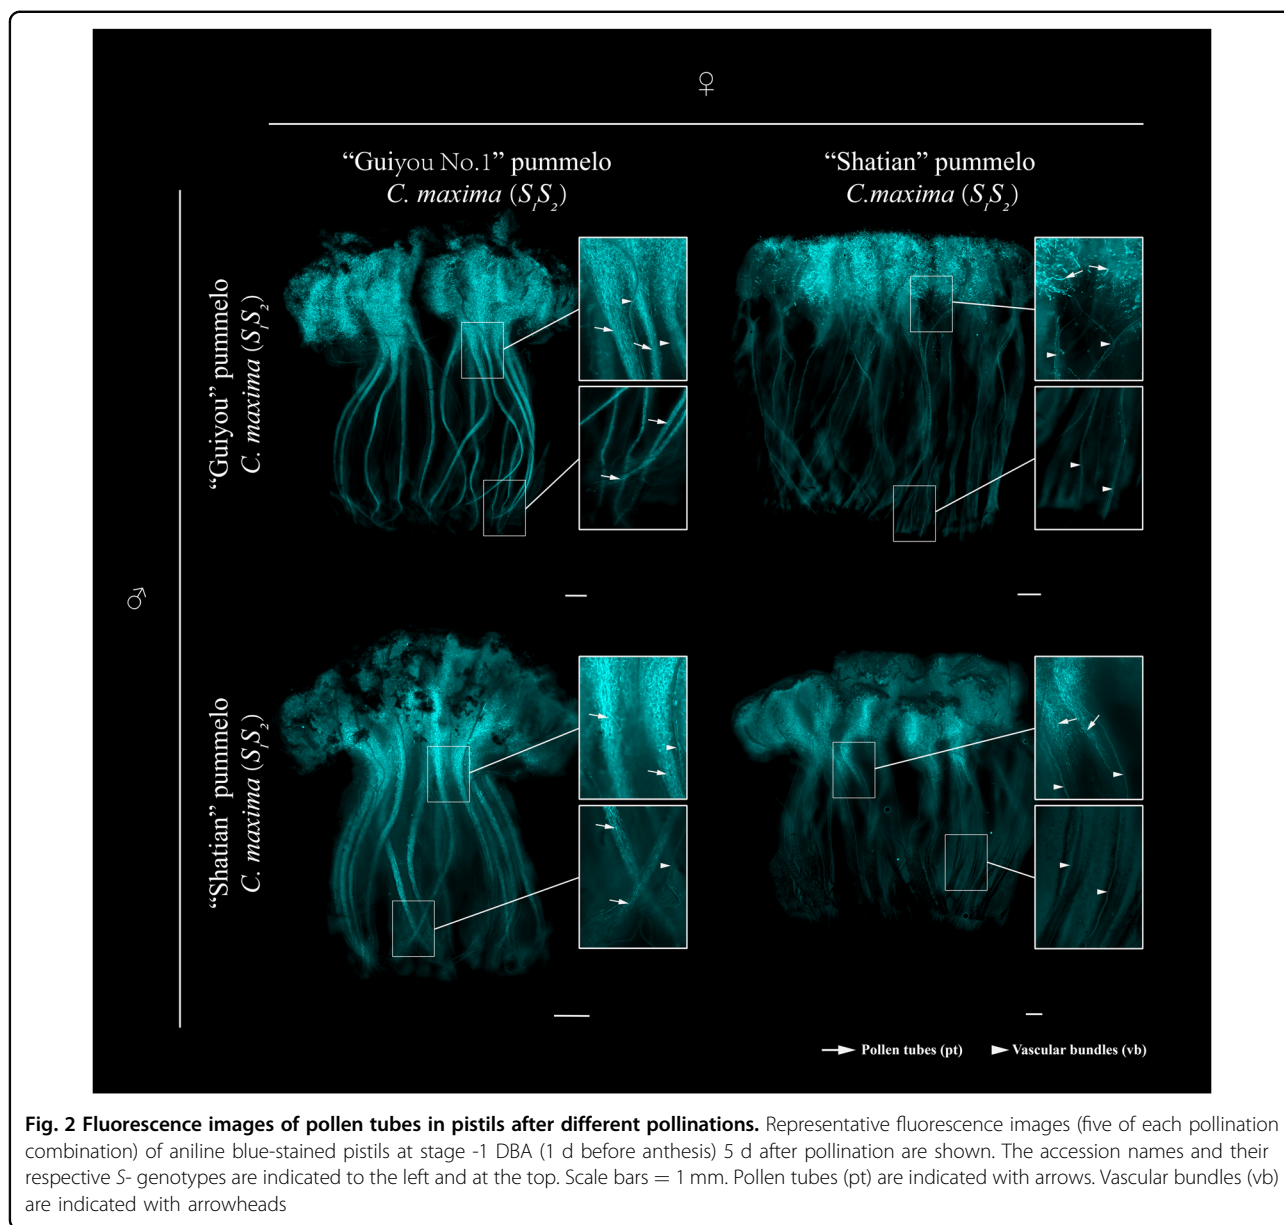 ♀
“Guiyou No.1” pummelo
C. maxima (S1S2)
“Shatian” pummelo
C.maxima (S1S2)
“Guiyou” pummelo
C. maxima (S1S2)
♂
“Shatian” pummelo
C. maxima (S1S2)
Pollen tubes (pt)
Vascular bundles (vb)
Fig. 2 Fluorescence images of pollen tubes in pistils after different pollinations. Representative fluorescence images (five of each pollination
combination) of aniline blue-stained pistils at stage -1 DBA (1 d before anthesis) 5 d after pollination are shown. The accession names and their
respective S- genotypes are indicated to the left and at the top. Scale bars = 1 mm. Pollen tubes (pt) are indicated with arrows. Vascular bundles (vb)
are indicated with arrowheads